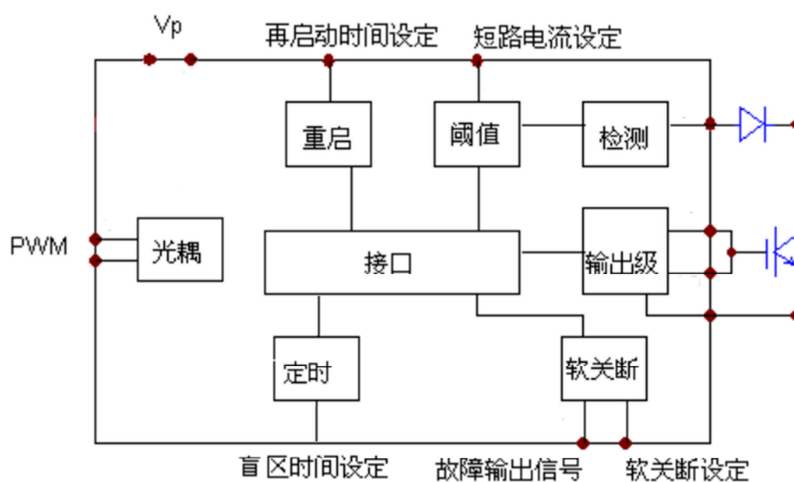 Vp
再启动时间设定
短路电流设定
重启
阈值
检测
PWM
光耦
接口
输出级
定时
软关断
盲区时间设定
故障输出信号
软关断设定